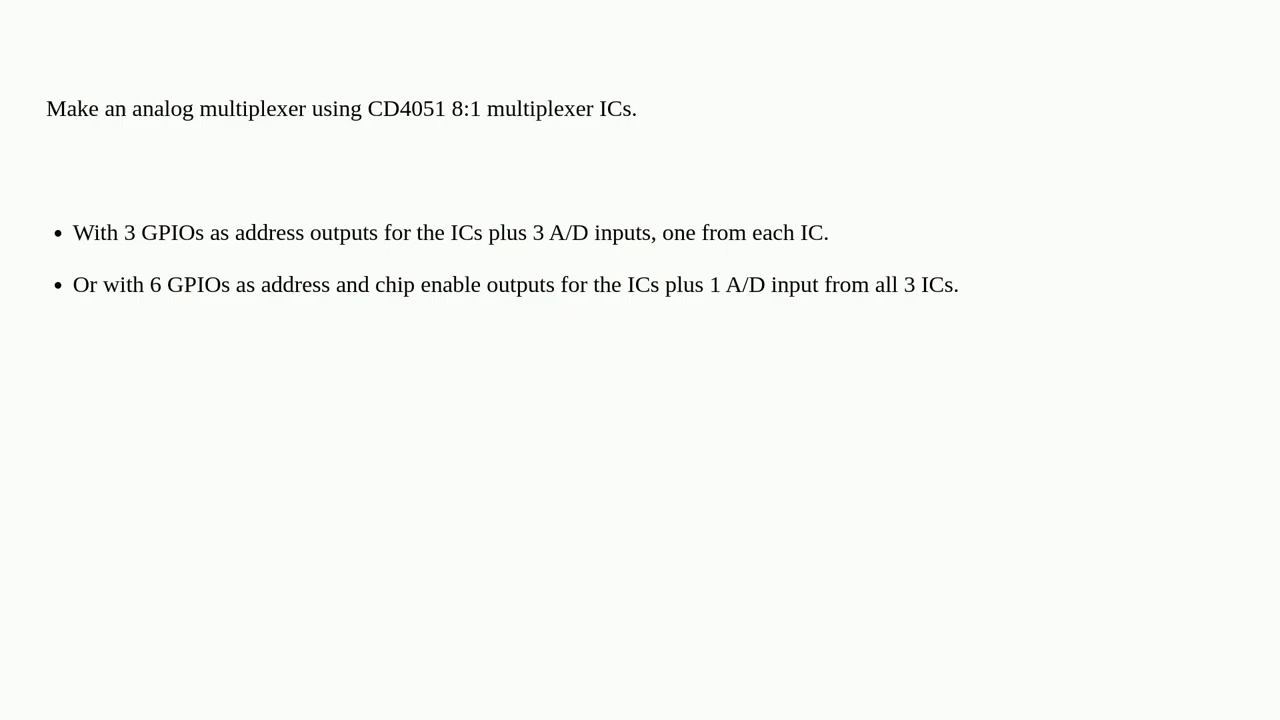 Make an analog multiplexer using CD4051 8:1 multiplexer ICs.
• With 3 GPIOs as address outputs for the ICs plus 3 A/D inputs, one from each IC.
• Or with 6 GPIOs as address and chip enable outputs for the ICs plus 1 A/D input from all 3 ICs.